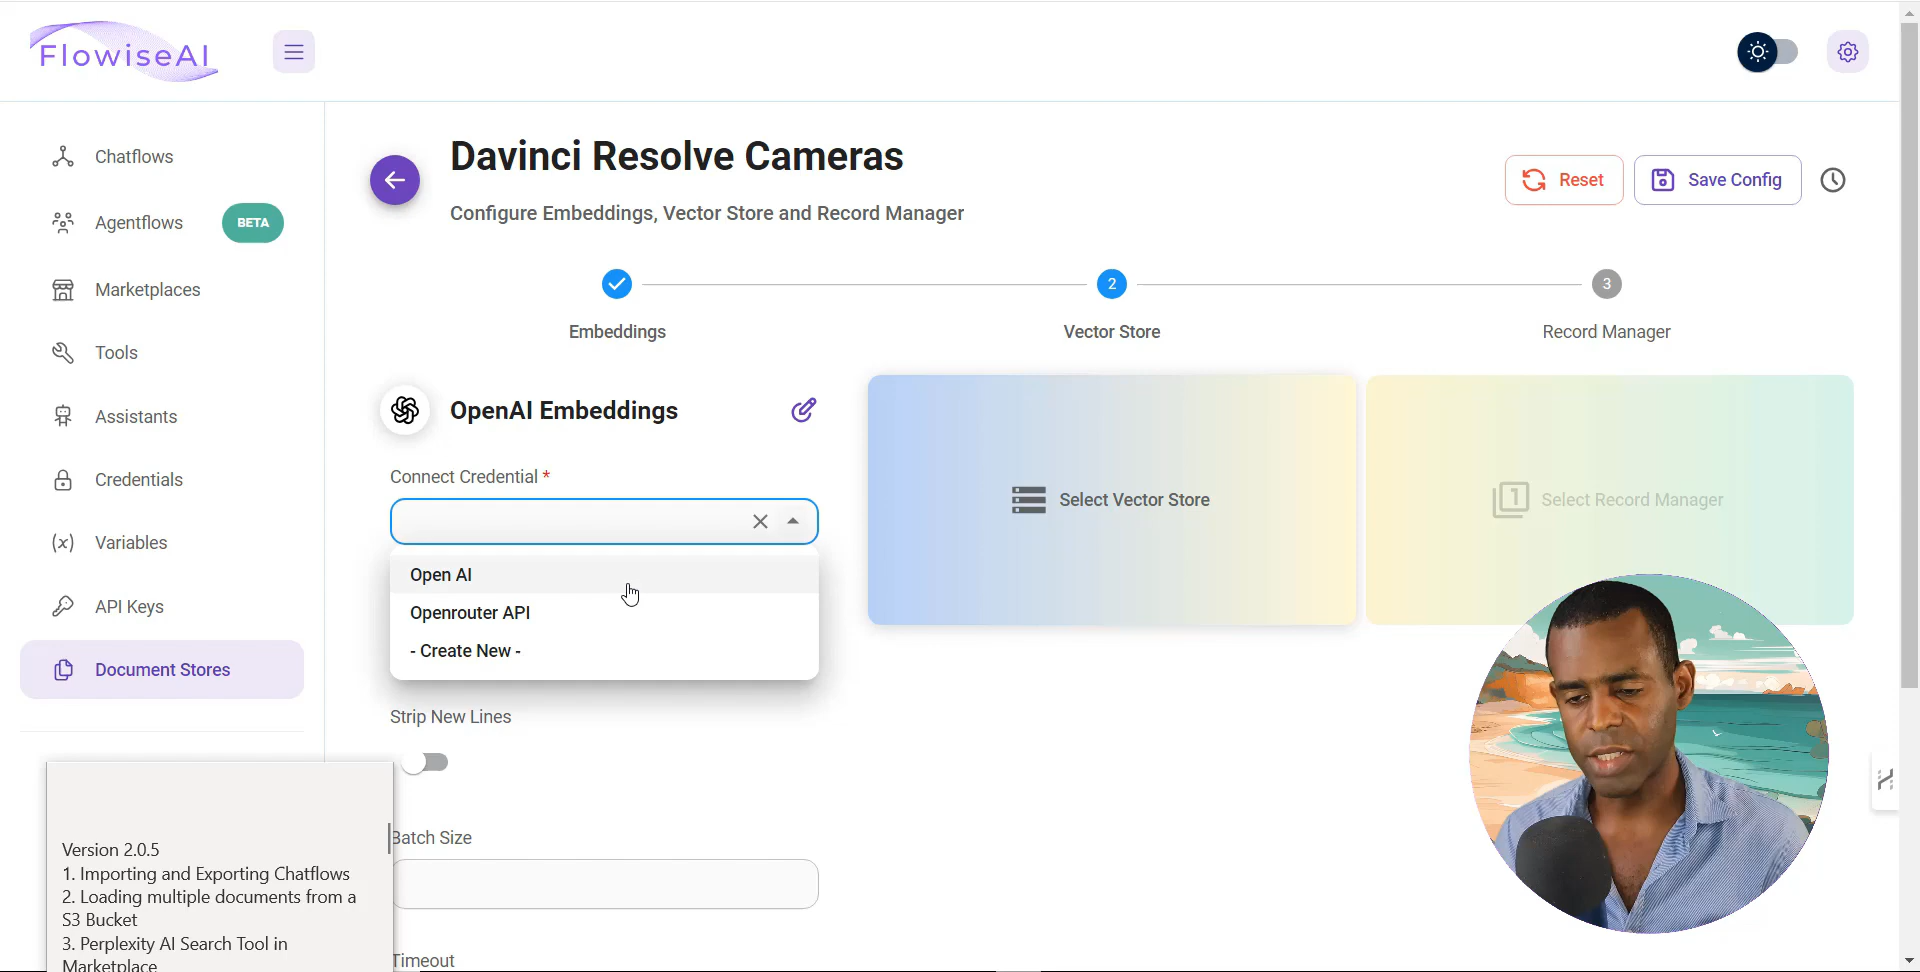 FlowiseAI
Chatflows
Agentflows
BETA
Marketplaces
Tools
Assistants
Credentials
Variables
API Keys
Document Stores
Davinci Resolve Cameras
Configure Embeddings, Vector Store and Record Manager
Reset
Save Config
2
3
Embeddings
Vector Store
Record Manager
OpenAI Embeddings
Connect Credential *
Open AI
Openrouter API
- Create New -
Strip New Lines
Batch Size
Timeout
Select Vector Store
1
Select Record Manager
Version 2.0.5
1. Importing and Exporting Chatflows
2. Loading multiple documents from a
S3 Bucket
3. Perplexity AI Search Tool in
Marketplace